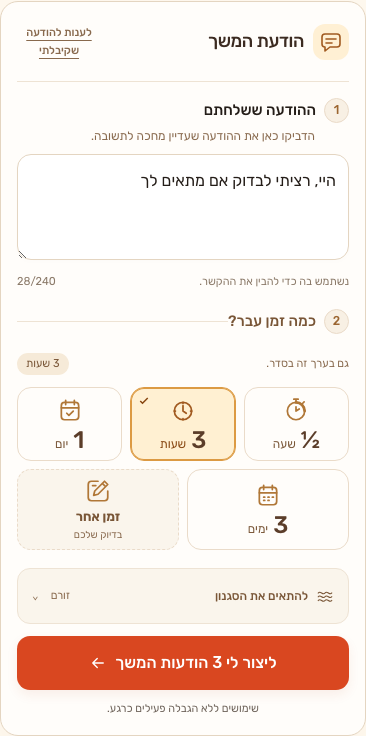 הודעת המשך
לענות להודעה
שקיבלתי
1
ההודעה ששלחתם
הדביקו כאן את ההודעה שעדיין מחכה לתשובה.
היי, רציתי לבדוק אם מתאים לך
נשתמש בה כדי להבין את ההקשר.
28/240
2
כמה זמן עבר?
גם בערך זה בסדר.
3 שעות
½ שעה
3 שעות
1 יום
3 ימים
זמן אחר
בדיוק שלכם
להתאים את הסגנון
זורם
ליצור לי 3 הודעות המשך ←
שימושים ללא הגבלה פעילים כרגע.